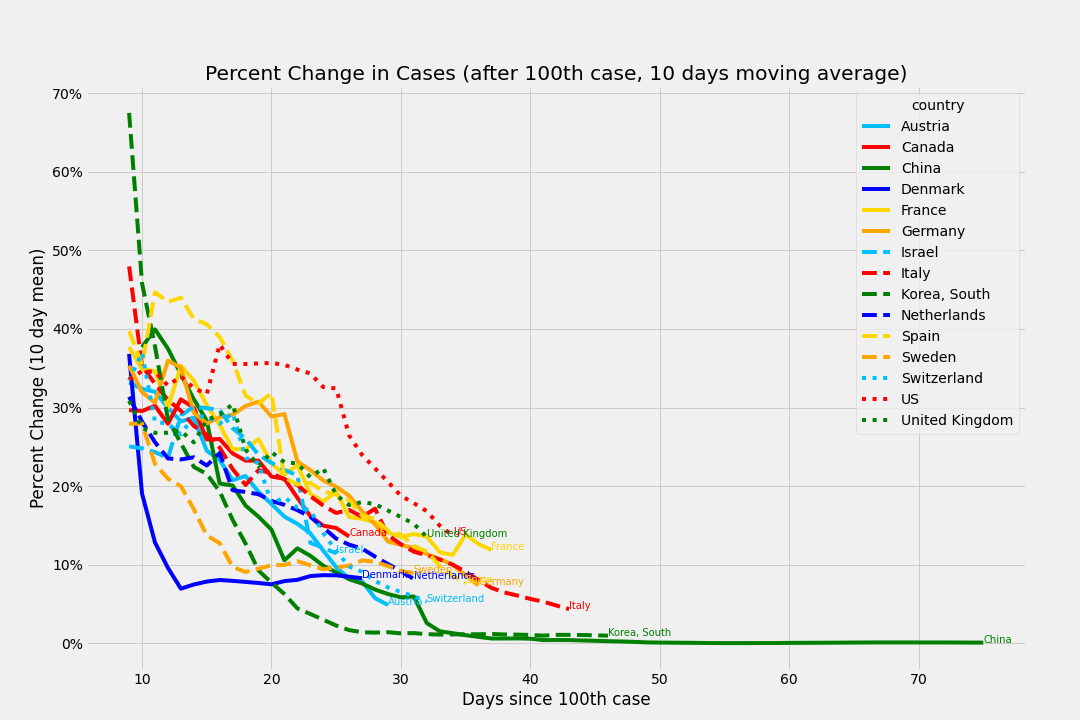 Percent Change in Cases (after 100th case, 10 days moving average)
Percent Change (10 day mean)
70%
60%
50%
40%
30%
20%
10%
0%
country
Austria
Canada
China
Denmark
France
Germany
Israel
Italy
Korea, South
Netherlands
Spain
Sweden
Switzerland
US
United Kingdom
US
United Kingdom
Canada
France
Israel
Sweden
Denmark
Netherlands
Germany
Austria
Switzerland
Italy
Korea, South
China
10
20
30
40
50
60
70
Days since 100th case